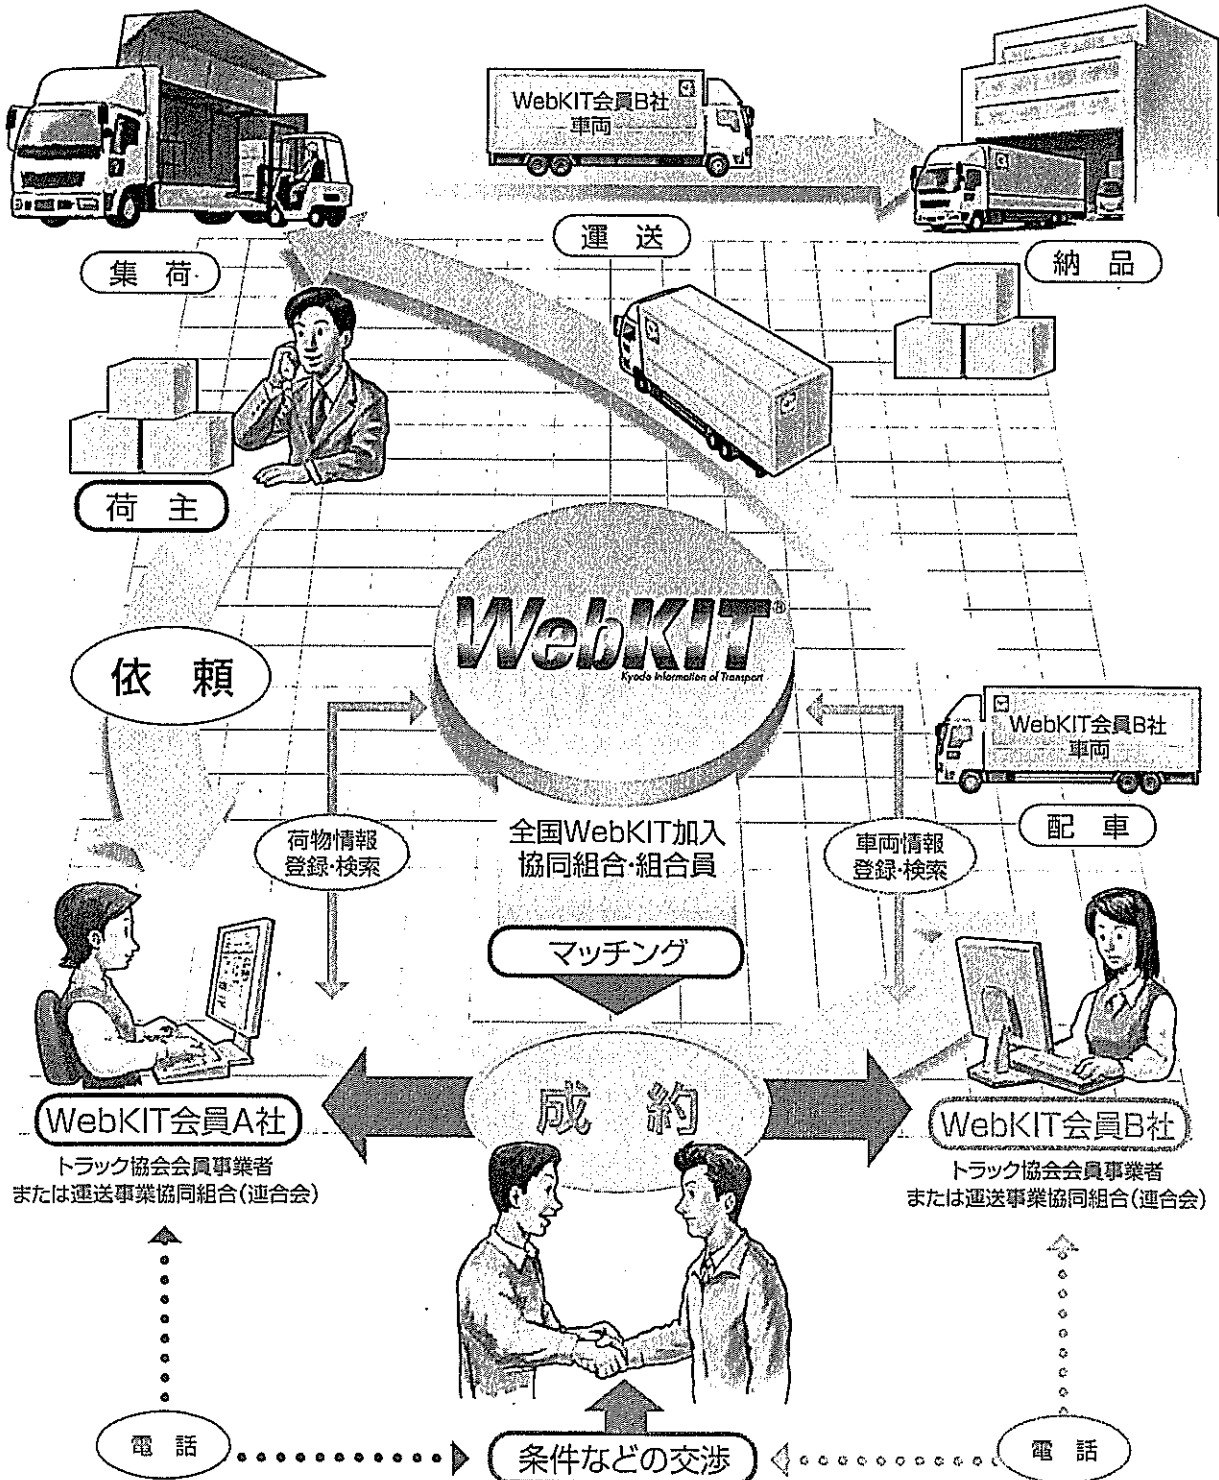 WebKIT会員B社
車両
運送
集荷
納品
荷主
WebKIT®
Kyodo Information of Transport
依頼
WebKIT会員B社
車両
配車
荷物情報
登録・検索
全国WebKIT加入
協同組合・組合員
車両情報
登録・検索
マッチング
成約
WebKIT会員A社
トラック協会会員事業者
または運送事業協同組合(連合会)
WebKIT会員B社
トラック協会会員事業者
または運送事業協同組合(連合会)
電話
条件などの交渉
電話